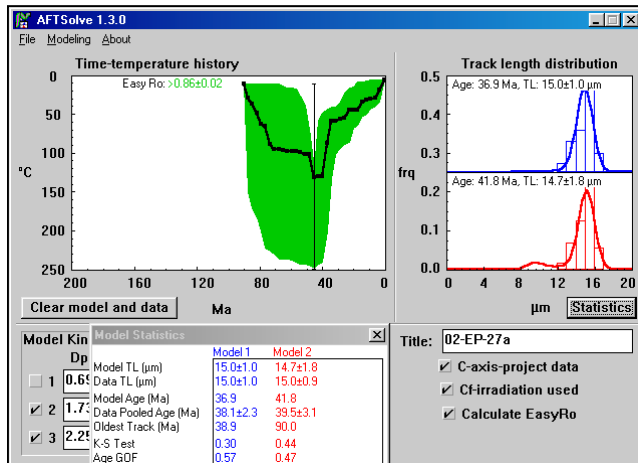 AFTSolve 1.3.0
File Modeling About
Time-temperature history
Easy Ro: >0.86±0.02
0
50
100
150
200
250
°C
200 160 120 80 40 0
Ma
Clear model and data
Track length distribution
Age: 36.9 Ma, TL: 15.0±1.0 µm
0.5
0.4
0.3
frq
Age: 41.8 Ma, TL: 14.7±1.8 µm
0.2
0.1
0.0
0 4 8 12 16 20
µm
Statistics
Model Kin
Dp
1 0.69
2 1.73
3 2.25
Model Statistics
Model 1 Model 2
Model TL (µm) 15.0±1.0 14.7±1.8
Data TL (µm) 15.0±1.0 15.0±0.9
Model Age (Ma) 36.9 41.8
Data Pooled Age (Ma) 38.1±2.3 39.5±3.1
Oldest Track (Ma) 38.9 90.0
K-S Test 0.30 0.44
Age GOF 0.57 0.47
Title: 02-EP-27a
C-axis-project data
Cf-irradiation used
Calculate EasyRo